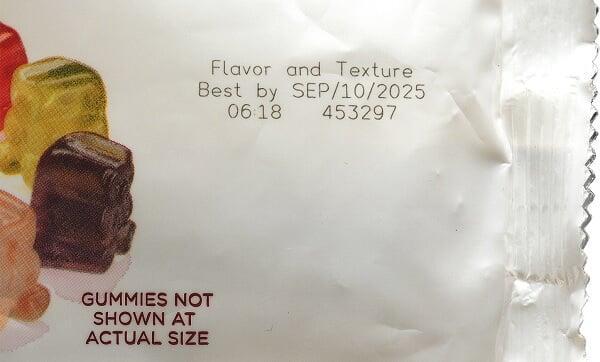 Flavor and Texture
Best by SEP/10/2025
06:18 453297
GUMMIES NOT
SHOWN AT
ACTUAL SIZE